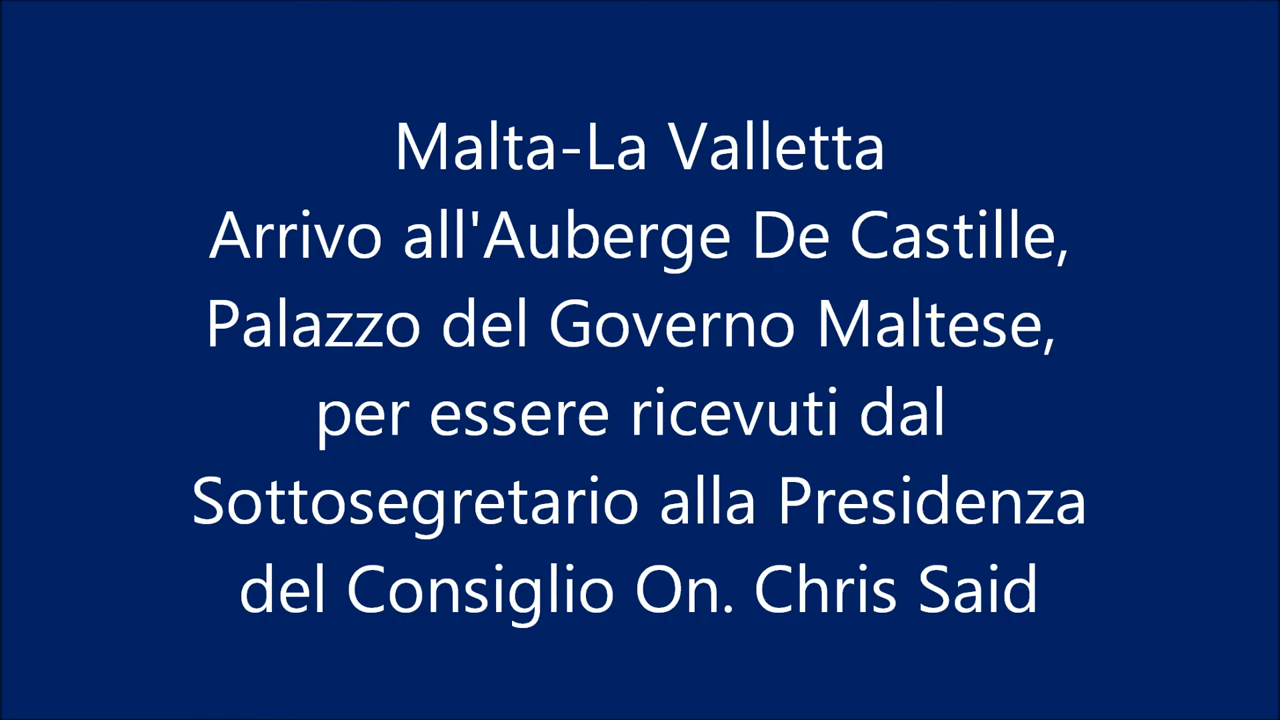 Malta-La Valletta
Arrivo all'Auberge De Castille,
Palazzo del Governo Maltese,
per essere ricevuti dal
Sottosegretario alla Presidenza
del Consiglio On. Chris Said